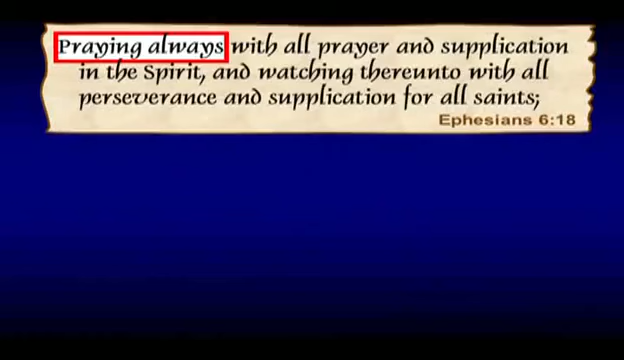 Praying always with all prayer and supplication
in the Spirit, and watching thereunto with all
perseverance and supplication for all saints;
Ephesians 6:18